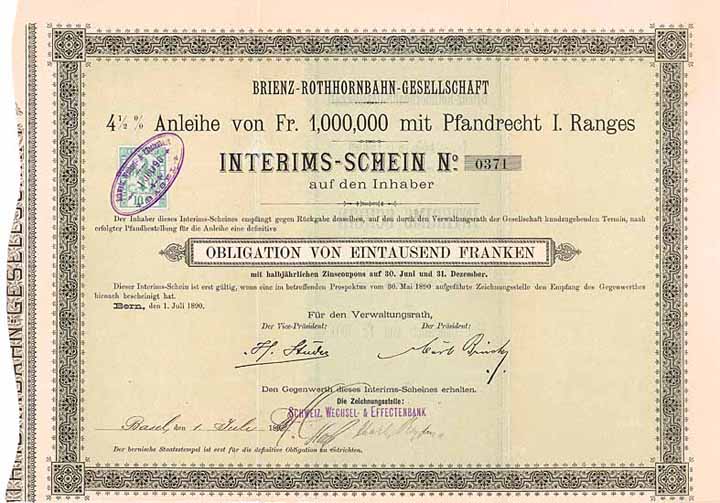 BRIENZ-ROTHHORNBAHN-GESELLSCHAFT
4½% Anleihe von Fr. 1,000,000 mit Pfandrecht I. Ranges
INTERIMS-SCHEIN No. 0371
auf den Inhaber
Der Inhaber dieses Interims-Scheines empfängt gegen Rückgabe desselben, auf den durch den Verwaltungsrath der Gesellschaft kundzugebenden Termin, nach
erfolgter Pfandbestellung für die Anleihe eine definitive
OBLIGATION VON EINTAUSEND FRANKEN
mit halbjährlichen Zinscoupons auf 30. Juni und 31. Dezember.
Dieser Interims-Schein ist erst gültig, wenn eine im betreffenden Prospektus vom 30. Mai 1890 aufgeführte Zeichnungsstelle den Empfang des Gegenwerthes
hienach bescheinigt hat.
Bern, den 1. Juli 1890.
Für den Verwaltungsrath,
Der Vice-Präsident: Der Präsident:
Studer
Den Gegenwerth dieses Interims-Scheines erhalten.
Die Zeichnungsstelle:
SCHWEIZ. WECHSEL- & EFFECTENBANK
Basel, 1. Juli 189
Der bernische Staatsstempel ist erst für die definitive Obligation zu entrichten.